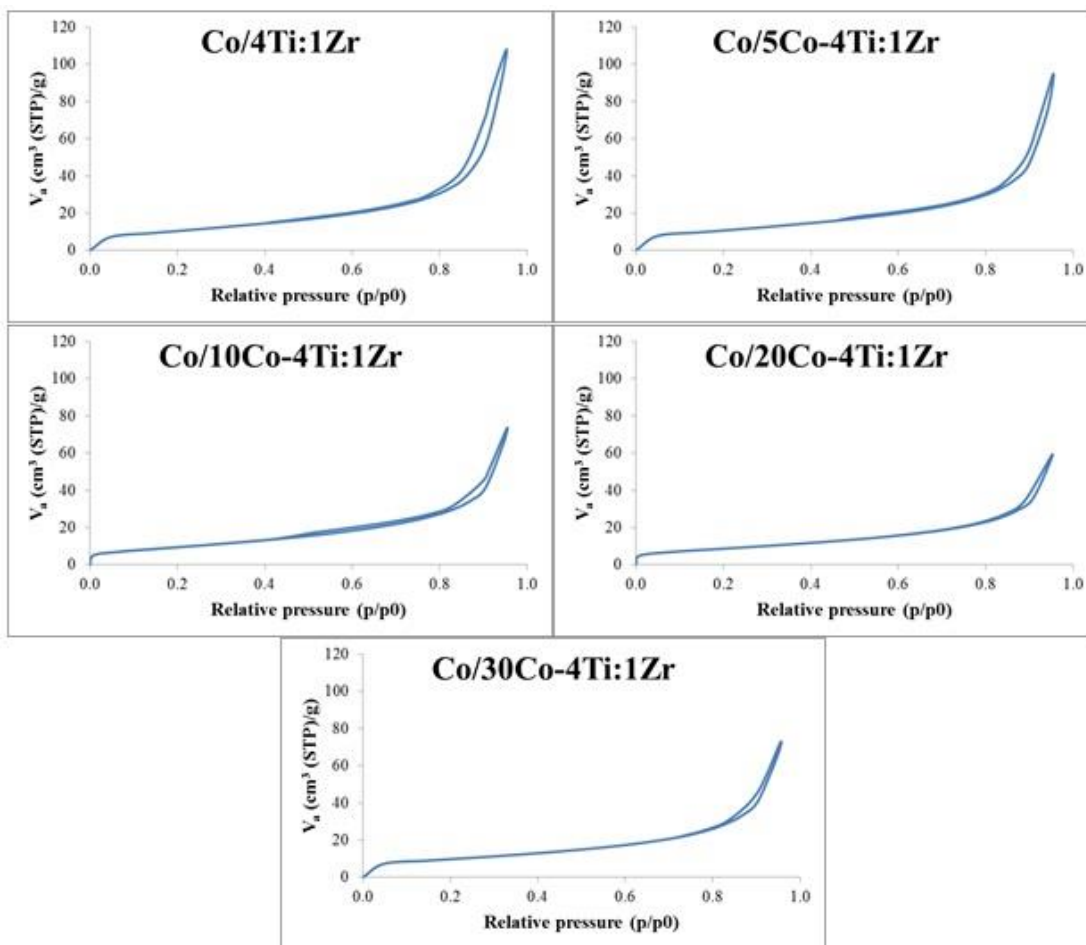 Co/4Ti:1Zr
120
100
80
60
40
20
0
Vₐ (cm³ (STP)/g)
0.0 0.2 0.4 0.6 0.8 1.0
Relative pressure (p/p0)
Co/5Co-4Ti:1Zr
120
100
80
60
40
20
0
Vₐ (cm³ (STP)/g)
0.0 0.2 0.4 0.6 0.8 1.0
Relative pressure (p/p0)
Co/10Co-4Ti:1Zr
120
100
80
60
40
20
0
Vₐ (cm³ (STP)/g)
0.0 0.2 0.4 0.6 0.8 1.0
Relative pressure (p/p0)
Co/20Co-4Ti:1Zr
120
100
80
60
40
20
0
Vₐ (cm³ (STP)/g)
0.0 0.2 0.4 0.6 0.8 1.0
Relative pressure (p/p0)
Co/30Co-4Ti:1Zr
120
100
80
60
40
20
0
Vₐ (cm³ (STP)/g)
0.0 0.2 0.4 0.6 0.8 1.0
Relative pressure (p/p0)